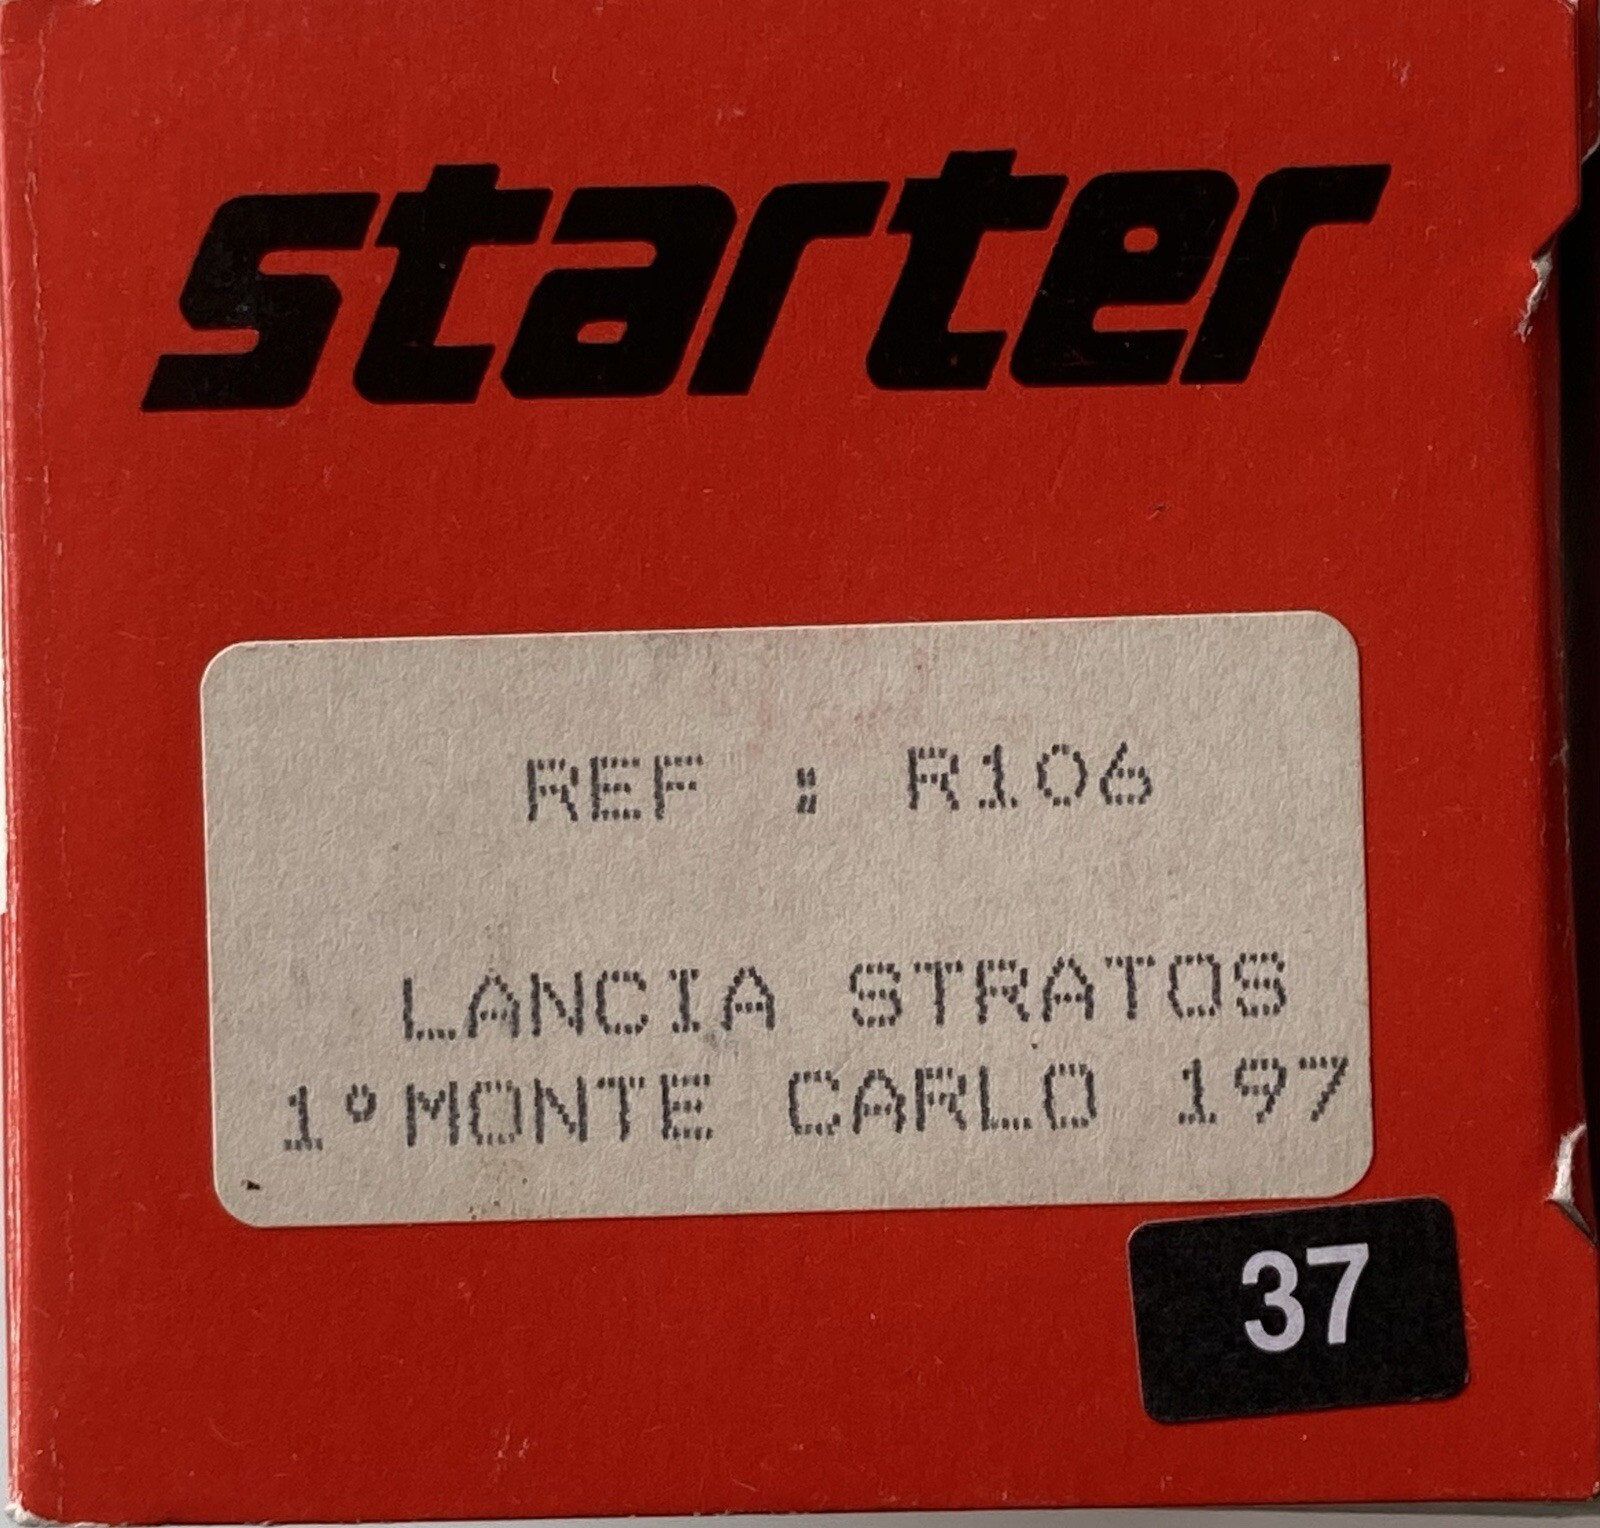 starter
REF : R106
LANCIA STRATOS
1°MONTE CARLO 197
37